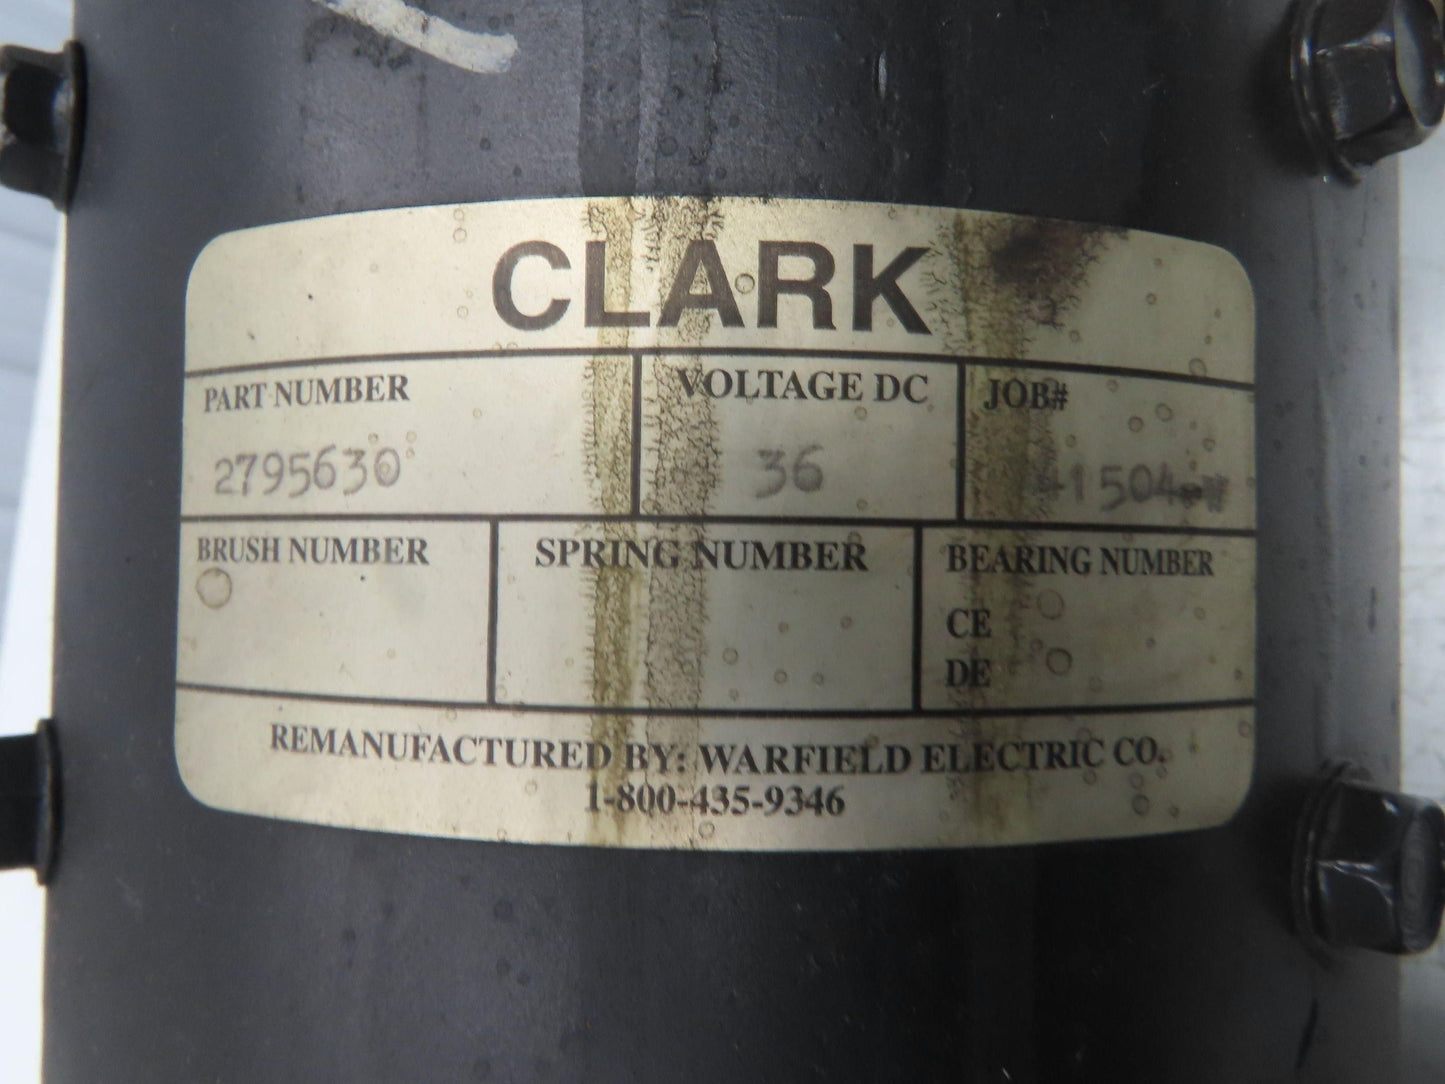 CLARK
PART NUMBER VOLTAGE DC JOB#
2795630 36
BRUSH NUMBER SPRING NUMBER BEARING NUMBER
CE
DE
REMANUFACTURED BY: WARFIELD ELECTRIC CO.
1-800-435-9346